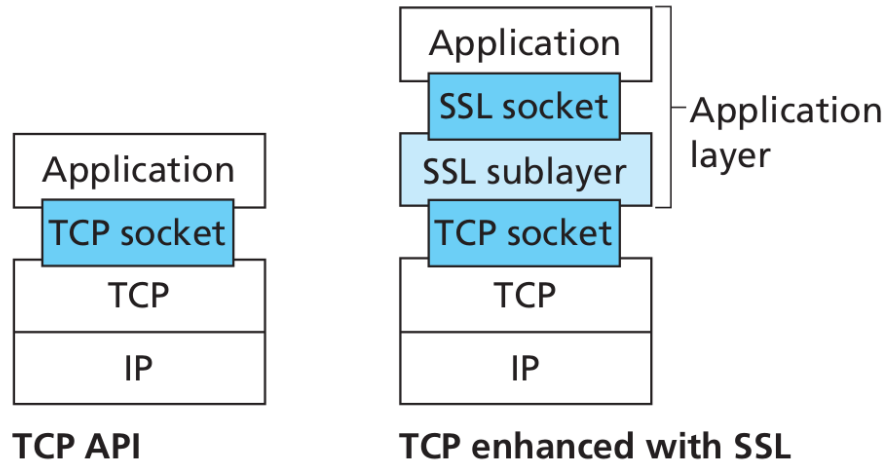 Application
TCP socket
TCP
IP
TCP API
Application
SSL socket
SSL sublayer
TCP socket
TCP
IP
TCP enhanced with SSL
Application
layer